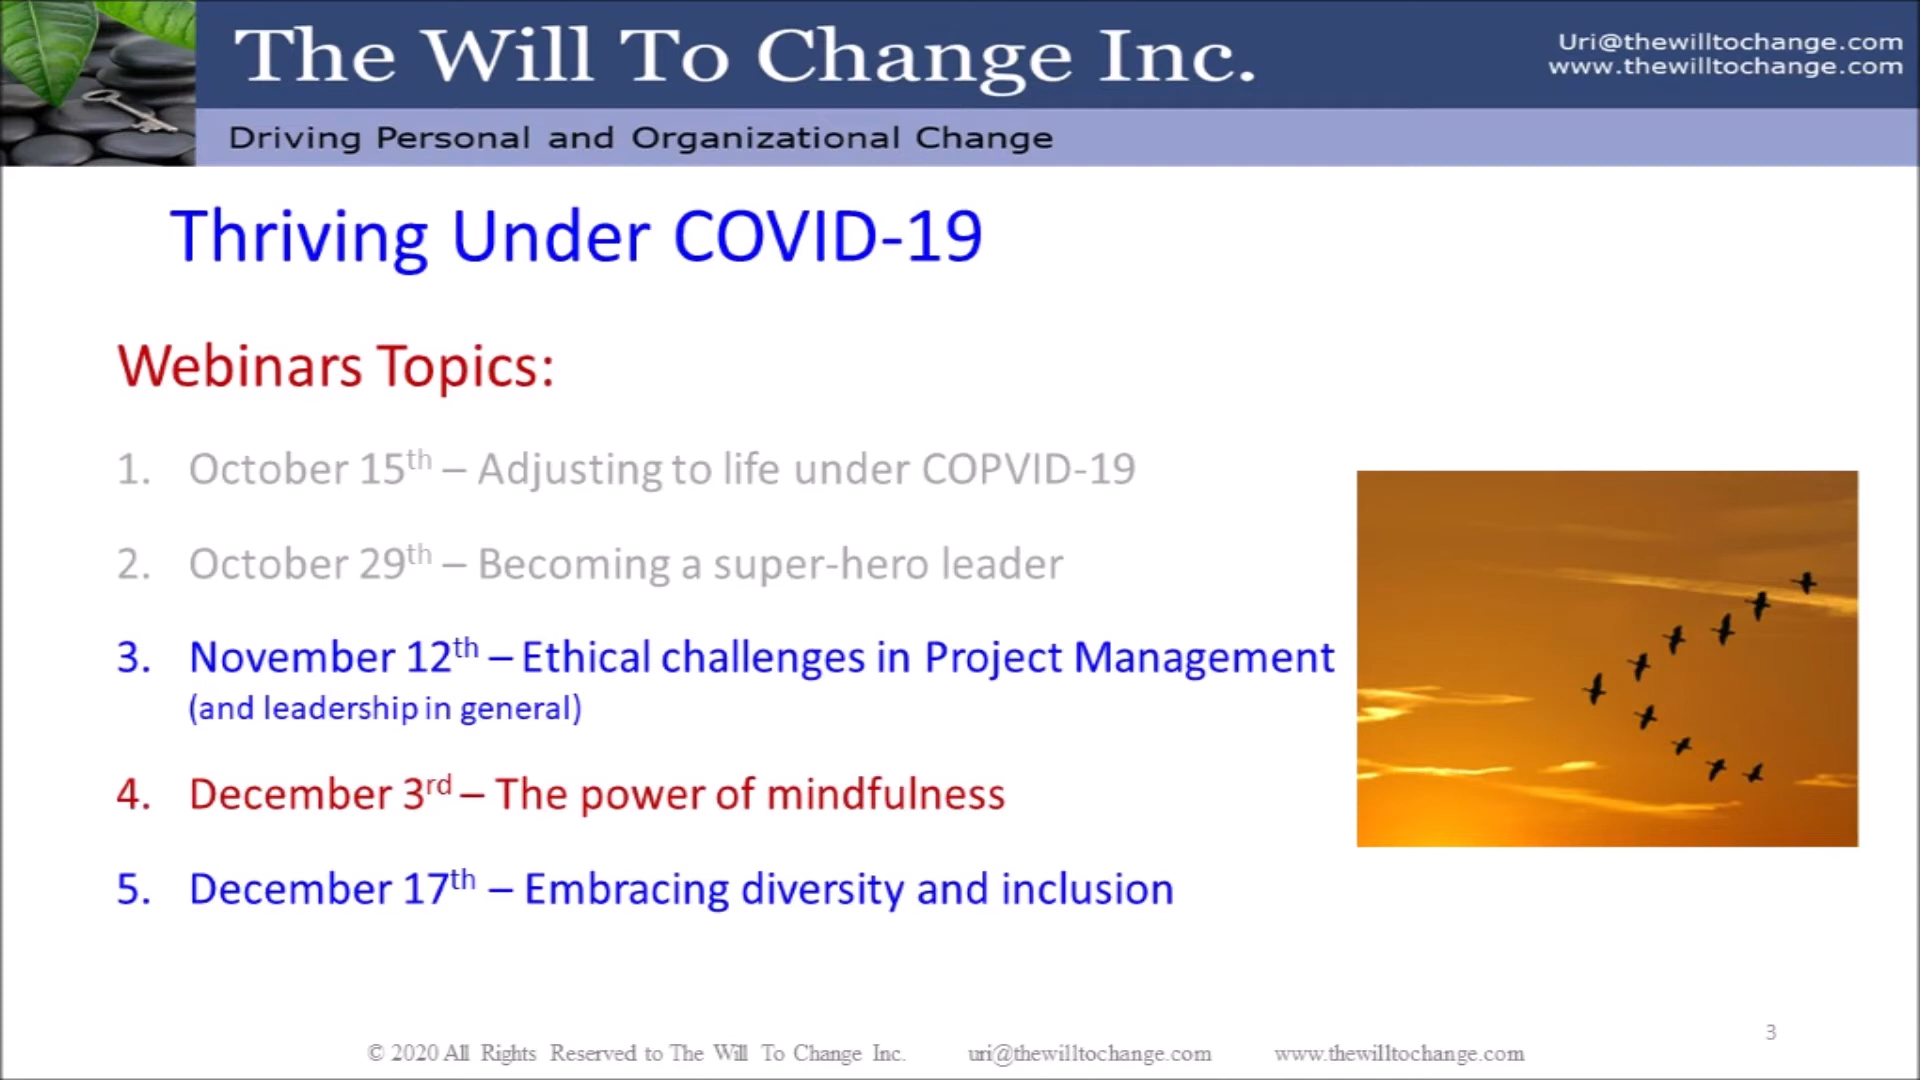 The Will To Change Inc.
Uri@thewilltochange.com
www.thewilltochange.com
Driving Personal and Organizational Change
Thriving Under COVID-19
Webinars Topics:
1. October 15th – Adjusting to life under COPVID-19
2. October 29th – Becoming a super-hero leader
3. November 12th – Ethical challenges in Project Management
(and leadership in general)
4. December 3rd – The power of mindfulness
5. December 17th – Embracing diversity and inclusion
3
© 2020 All Rights Reserved to The Will To Change Inc. uri@thewilltochange.com www.thewilltochange.com